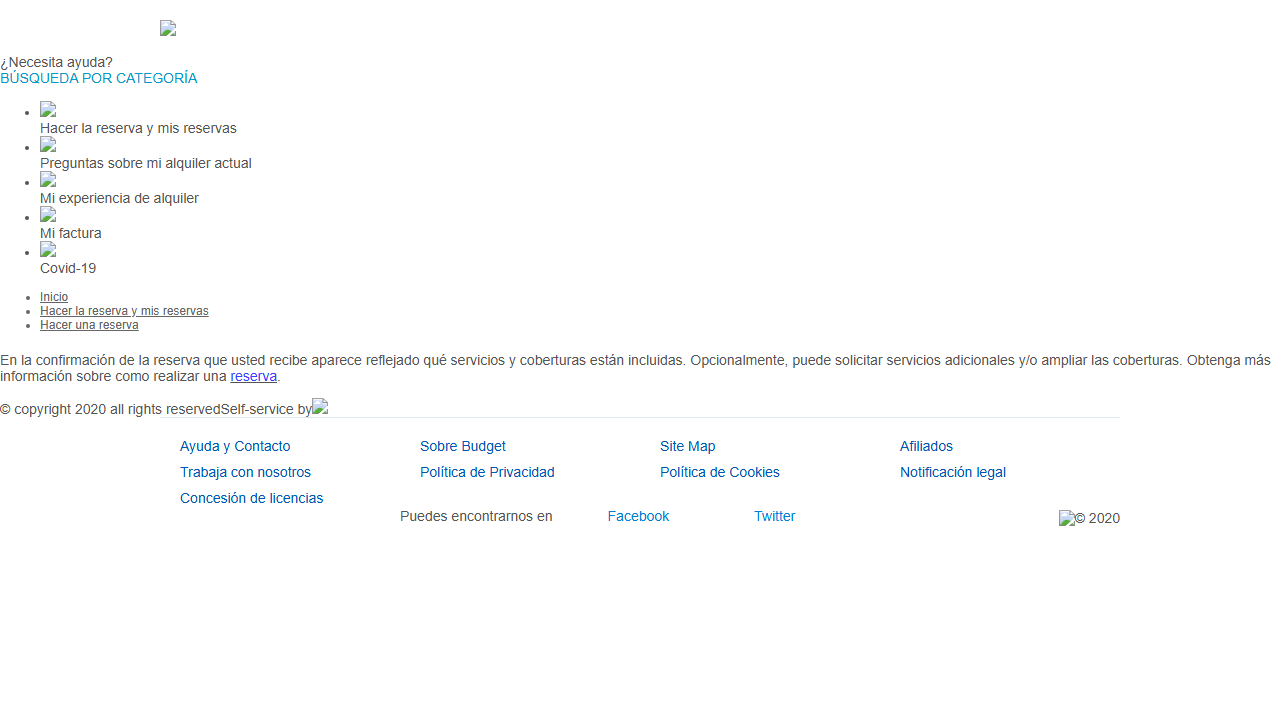 ¿Necesita ayuda?
BÚSQUEDA POR CATEGORÍA
Hacer la reserva y mis reservas
Preguntas sobre mi alquiler actual
Mi experiencia de alquiler
Mi factura
Covid-19
Inicio
Hacer la reserva y mis reservas
Hacer una reserva
En la confirmación de la reserva que usted recibe aparece reflejado qué servicios y coberturas están incluidas. Opcionalmente, puede solicitar servicios adicionales y/o ampliar las coberturas. Obtenga más
información sobre como realizar una reserva.
© copyright 2020 all rights reservedSelf-service by
Ayuda y Contacto Sobre Budget Site Map Afiliados
Trabaja con nosotros Política de Privacidad Política de Cookies Notificación legal
Concesión de licencias
Puedes encontrarnos en Facebook Twitter © 2020